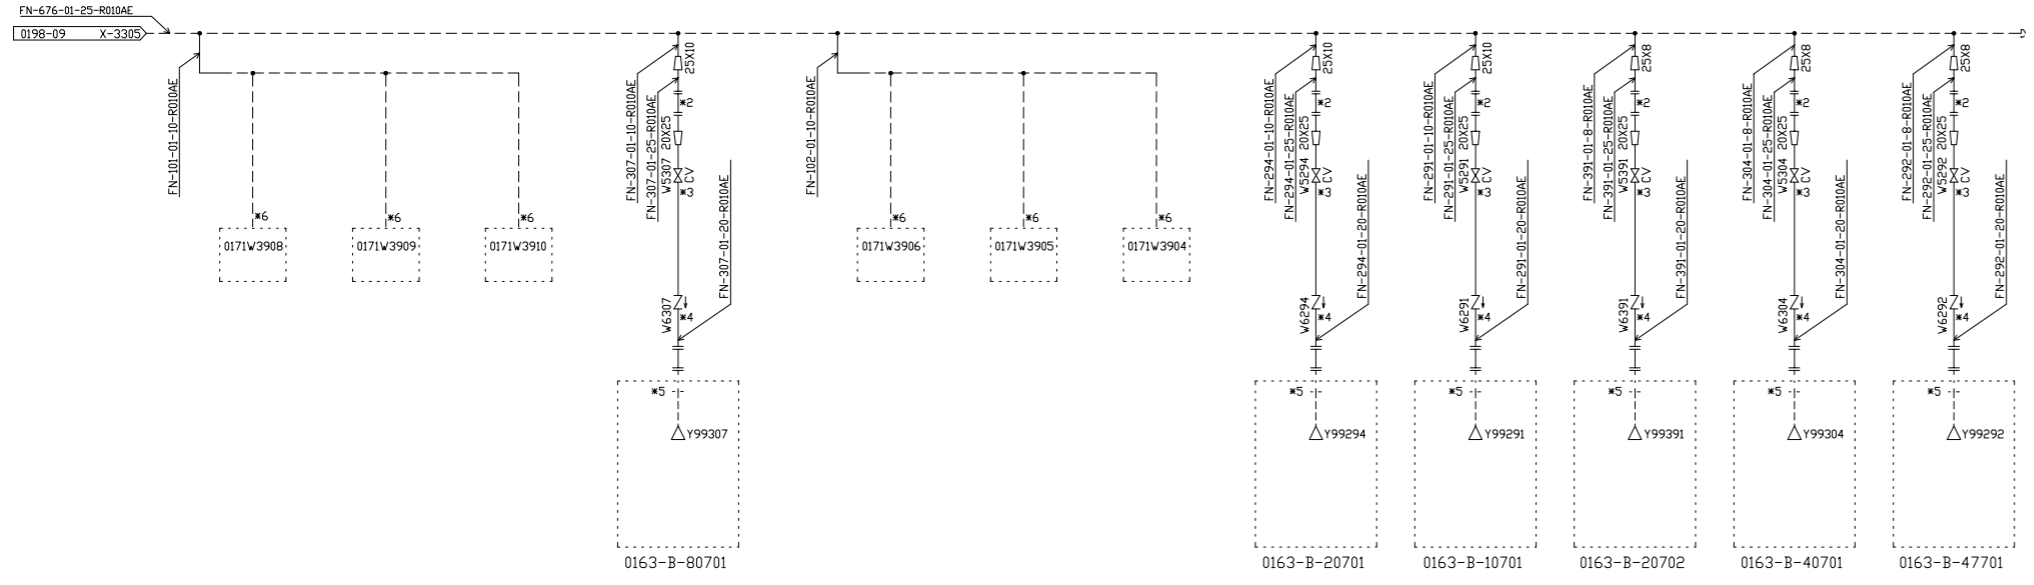 FN-676-01-25-R010AE
0198-09 X-3305
FN-101-01-10-R010AE
*6
0171W3908
*6
0171W3909
*6
0171W3910
25X10
FN-307-01-10-R010AE
*2
FN-307-01-25-R010AE
W5307 20X25
CV
*3
FN-307-01-20-R010AE
W6307
*4
*5
Y99307
0163-B-80701
FN-102-01-10-R010AE
*6
0171W3906
*6
0171W3905
*6
0171W3904
25X10
FN-294-01-10-R010AE
*2
FN-294-01-25-R010AE
W5294 20X25
CV
*3
FN-294-01-20-R010AE
W6294
*4
*5
Y99294
0163-B-20701
25X10
FN-291-01-10-R010AE
*2
FN-291-01-25-R010AE
W5291 20X25
CV
*3
FN-291-01-20-R010AE
W6291
*4
*5
Y99291
0163-B-10701
25X8
FN-391-01-8-R010AE
*2
FN-391-01-25-R010AE
W5391 20X25
CV
*3
FN-391-01-20-R010AE
W6391
*4
*5
Y99391
0163-B-20702
25X8
FN-304-01-8-R010AE
*2
FN-304-01-25-R010AE
W5304 20X25
CV
*3
FN-304-01-20-R010AE
W6304
*4
*5
Y99304
0163-B-40701
25X8
FN-292-01-8-R010AE
*2
FN-292-01-25-R010AE
W5292 20X25
CV
*3
FN-292-01-20-R010AE
W6292
*4
*5
Y99292
0163-B-47701